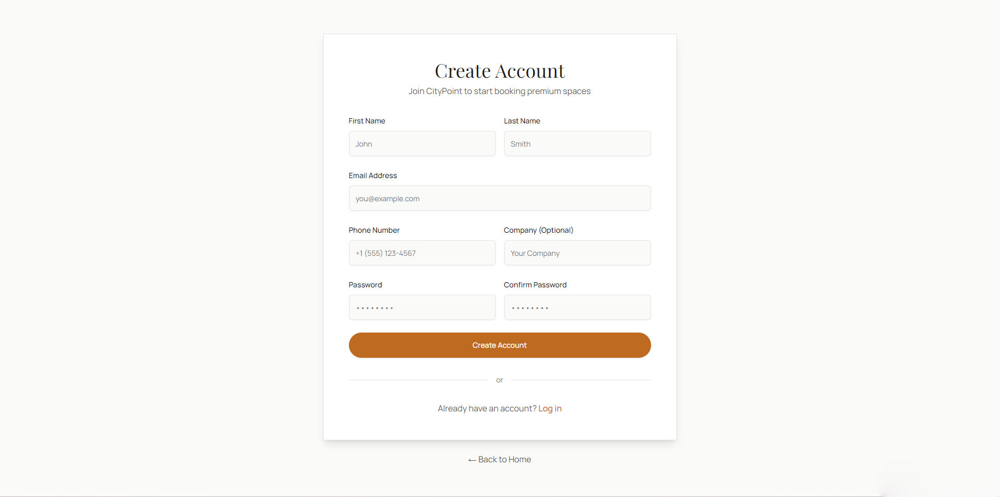 Create Account
Join CityPoint to start booking premium spaces
First Name Last Name
John Smith
Email Address
you@example.com
Phone Number Company (Optional)
+1 (555) 123-4567 Your Company
Password Confirm Password
•••••••• ••••••••
Create Account
or
Already have an account? Log in
← Back to Home